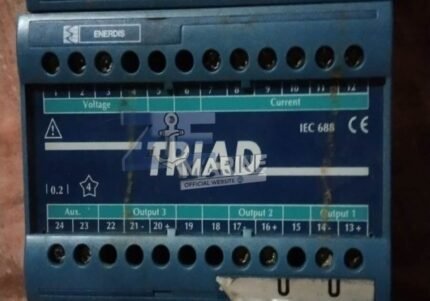 ENERDIS
1 2 3 4 5 6 7 8 9 10 11 12
Voltage Current
IEC 688 CE
TRIAD
MARINE
OFFICIAL WEBSITE
0.2 4
Aux. Output 3 Output 2 Output 1
24 23 22 21 - 20 + 19 18 17 - 16 + 15 14 - 13 +